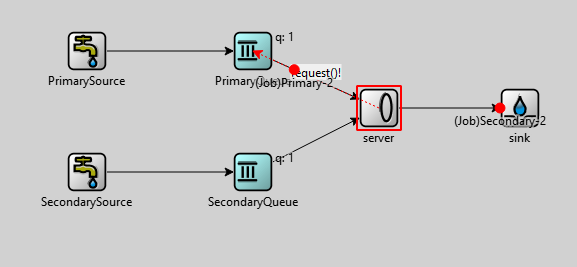 q: 1
PrimarySource
request()!
(Job)Primary-2
server
(Job)Secondary-2
sink
q: 1
SecondarySource
SecondaryQueue